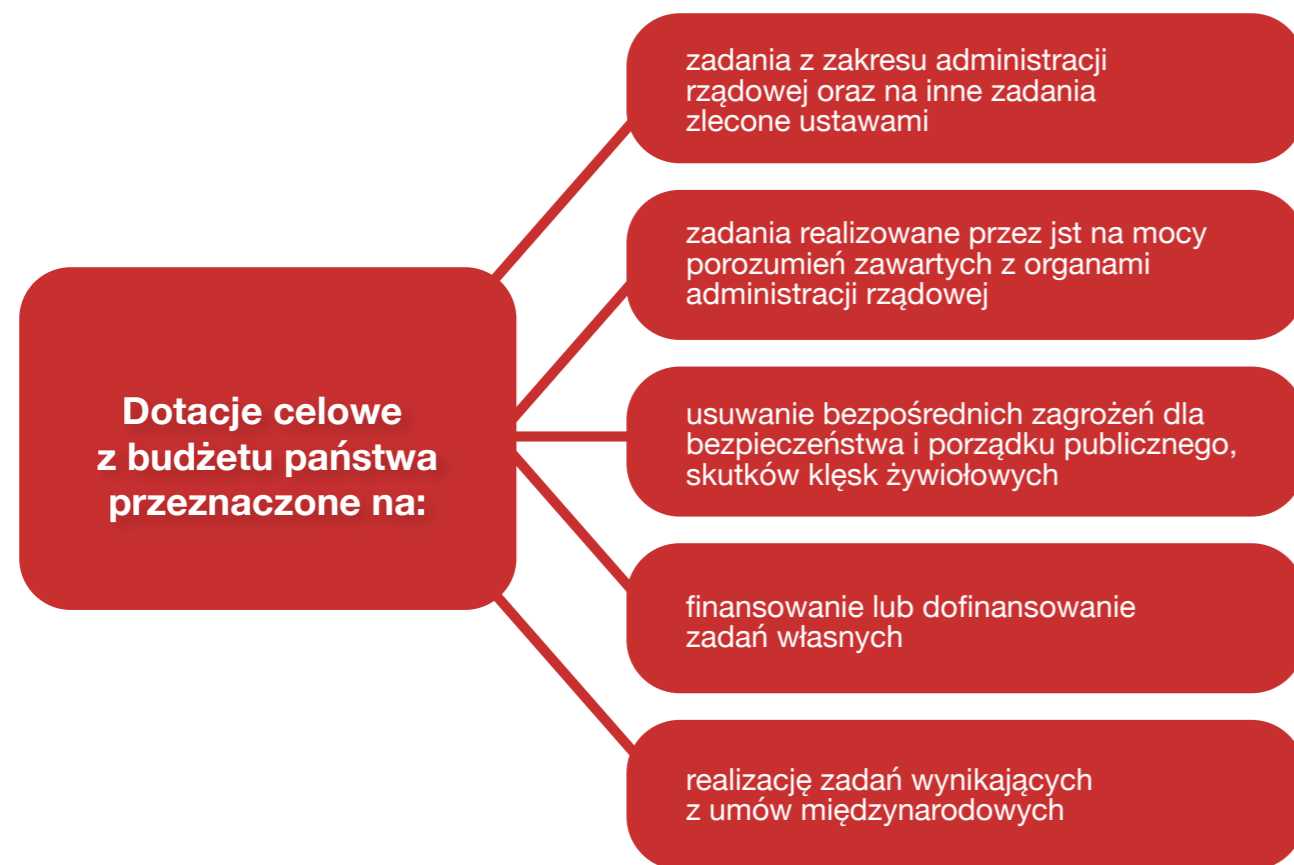 Dotacje celowe
z budżetu państwa
przeznaczone na:
zadania z zakresu administracji
rządowej oraz na inne zadania
zlecone ustawami
zadania realizowane przez jst na mocy
porozumień zawartych z organami
administracji rządowej
usuwanie bezpośrednich zagrożeń dla
bezpieczeństwa i porządku publicznego,
skutków klęsk żywiołowych
finansowanie lub dofinansowanie
zadań własnych
realizację zadań wynikających
z umów międzynarodowych